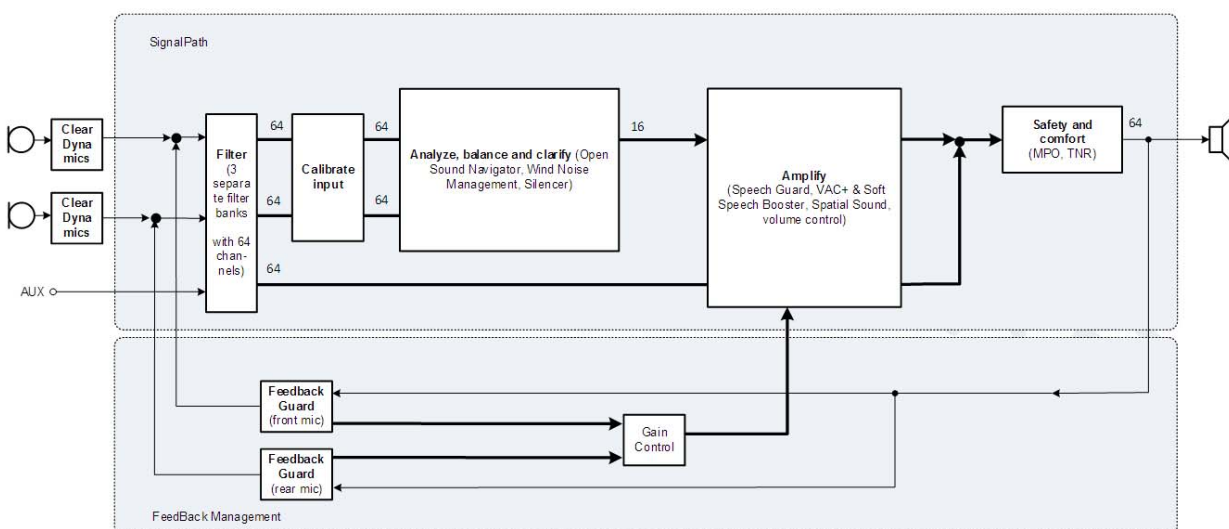 SignalPath
Clear
Dyna
mics
Clear
Dyna
mics
AUX
Filter
(3
separa
te filter
banks
with 64
chan-
nels)
64
64
64
Calibrate
input
64
64
Analyze, balance and clarify (Open
Sound Navigator, Wind Noise
Management, Silencer)
16
Amplify
(Speech Guard, VAC+ & Soft
Speech Booster, Spatial Sound,
volume control)
Safety and
comfort
(MPO, TNR)
64
Feedback
Guard
(front mic)
Feedback
Guard
(rear mic)
Gain
Control
FeedBack Management